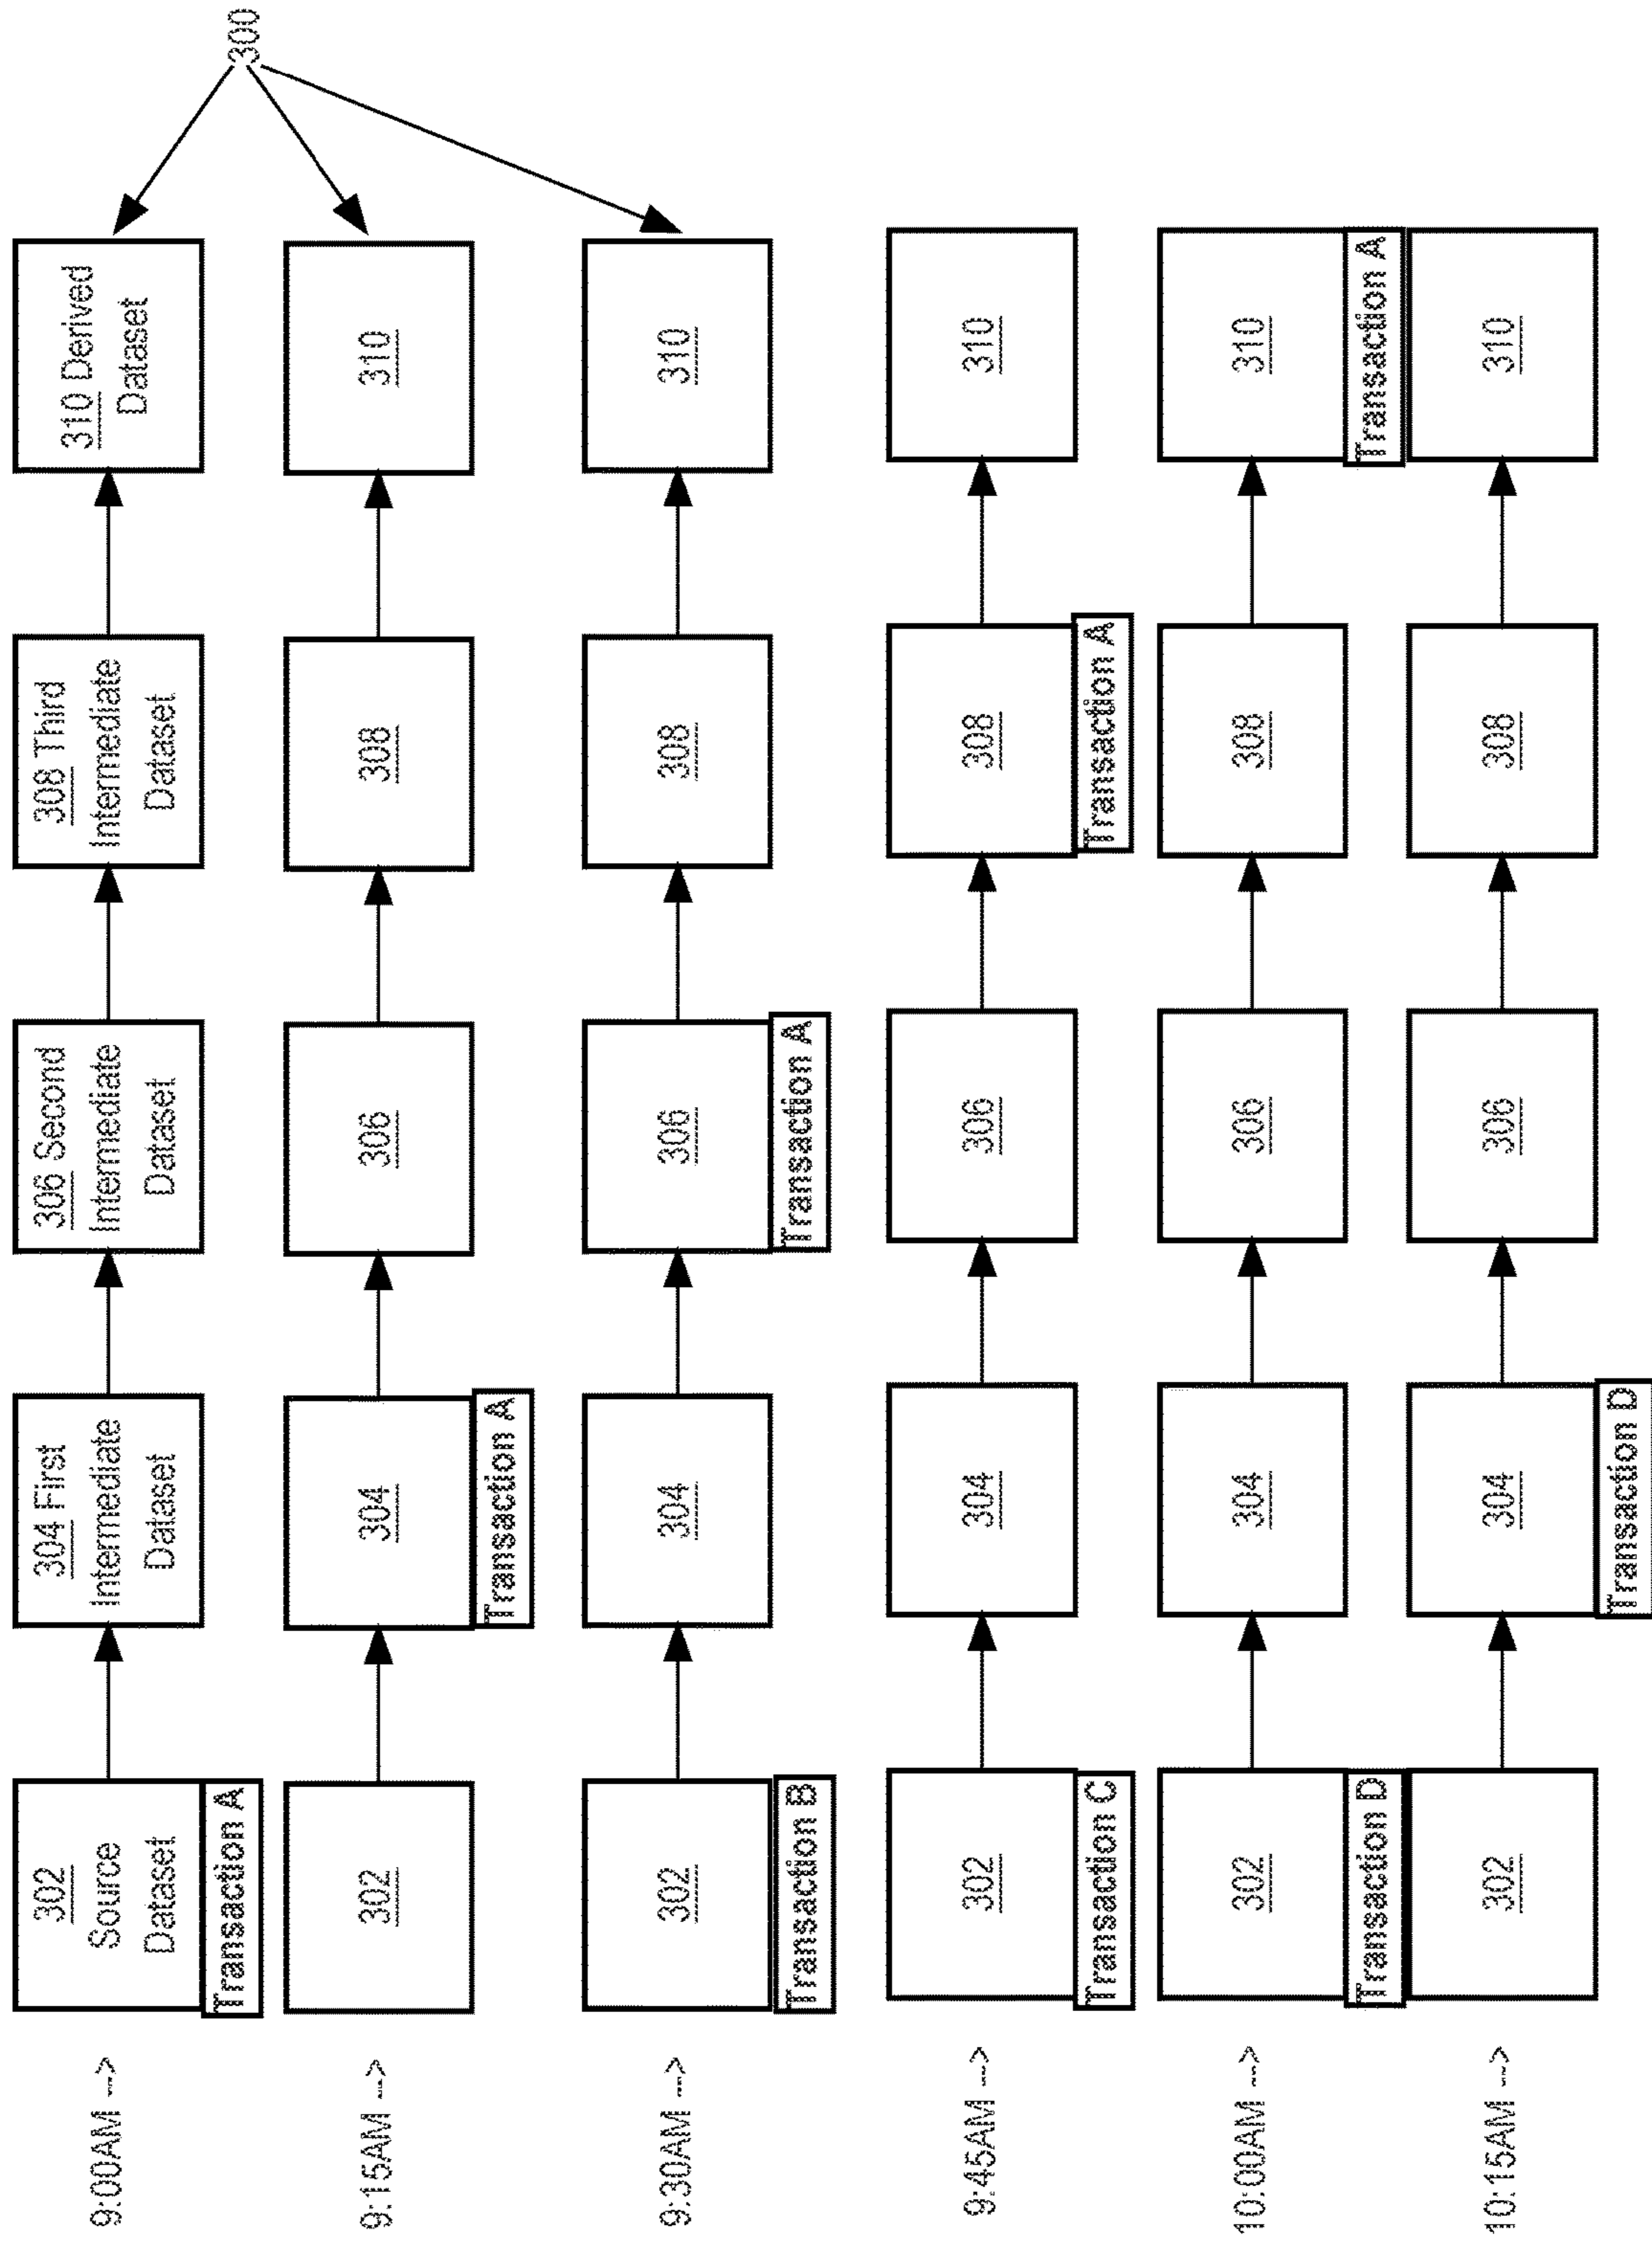 300
9:00AM -->
302
Source
Dataset
Transaction A
304 First
Intermediate
Dataset
306 Second
Intermediate
Dataset
308 Third
Intermediate
Dataset
310 Derived
Dataset
9:15AM -->
302
304
Transaction A
306
308
310
9:30AM -->
302
Transaction B
304
306
Transaction A
308
310
9:45AM -->
302
Transaction C
304
306
308
Transaction A
310
10:00AM -->
302
Transaction D
304
306
308
310
Transaction A
10:15AM -->
302
304
Transaction D
306
308
310